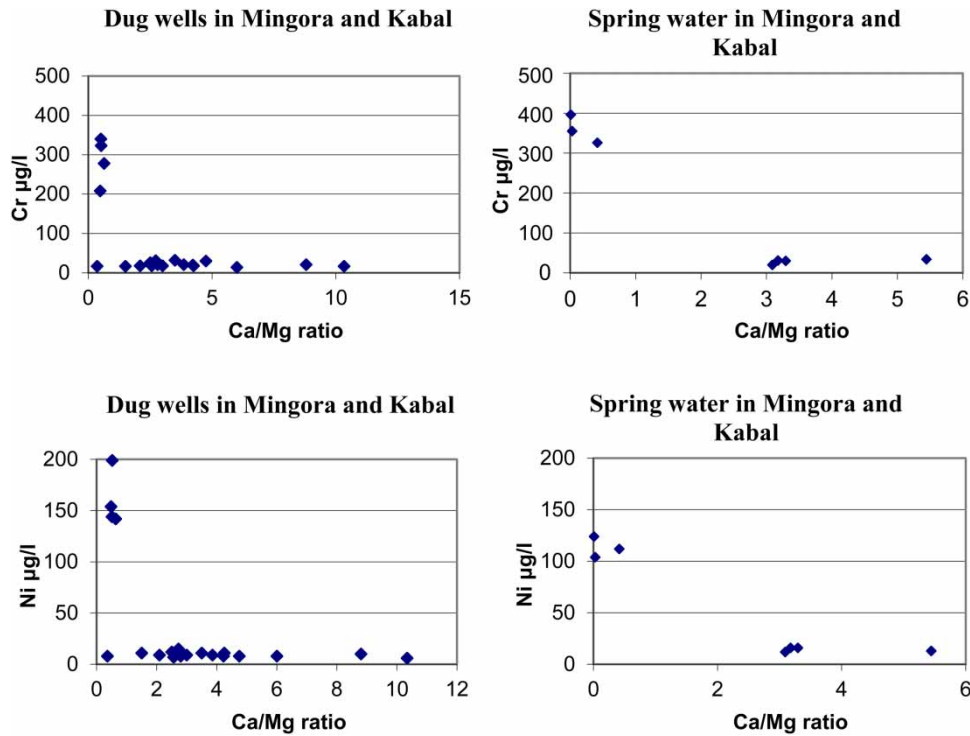 Dug wells in Mingora and Kabal
500
400
300
200
100
0
Cr µg/l
0 5 10 15
Ca/Mg ratio
Spring water in Mingora and
Kabal
500
400
300
200
100
0
Cr µg/l
0 1 2 3 4 5 6
Ca/Mg ratio
Dug wells in Mingora and Kabal
200
150
100
50
0
Ni µg/l
0 2 4 6 8 10 12
Ca/Mg ratio
Spring water in Mingora and
Kabal
200
150
100
50
0
Ni µg/l
0 2 4 6
Ca/Mg ratio